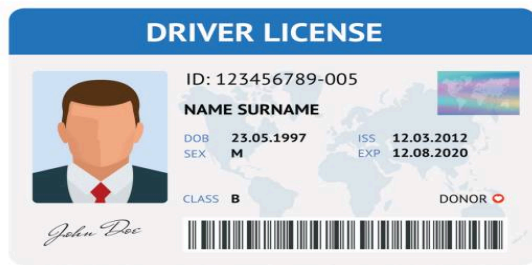 DRIVER LICENSE
ID: 123456789-005
NAME SURNAME
DOB 23.05.1997 ISS 12.03.2012
SEX M EXP 12.08.2020
CLASS B DONOR
John Doe